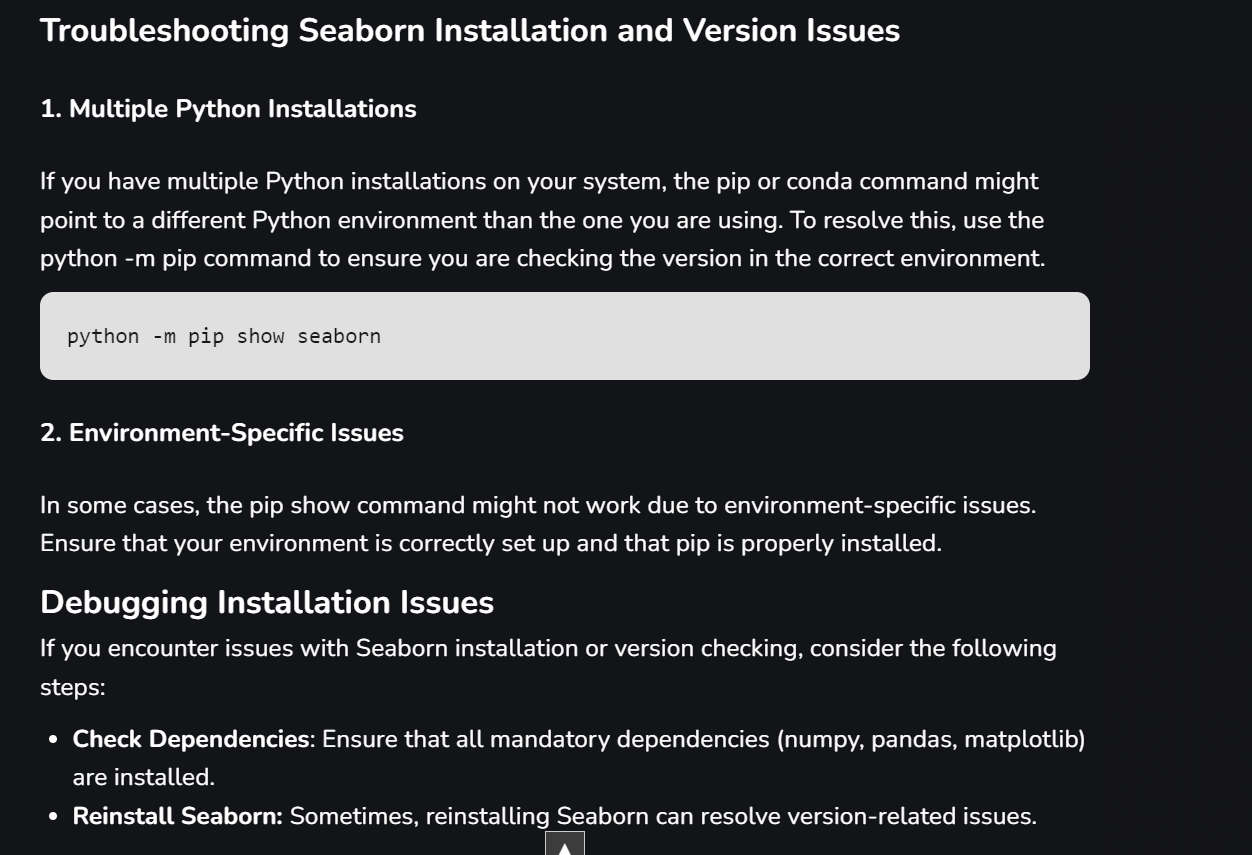 Troubleshooting Seaborn Installation and Version Issues
1. Multiple Python Installations
If you have multiple Python installations on your system, the pip or conda command might
point to a different Python environment than the one you are using. To resolve this, use the
python -m pip command to ensure you are checking the version in the correct environment.
python -m pip show seaborn
2. Environment-Specific Issues
In some cases, the pip show command might not work due to environment-specific issues.
Ensure that your environment is correctly set up and that pip is properly installed.
Debugging Installation Issues
If you encounter issues with Seaborn installation or version checking, consider the following
steps:
• Check Dependencies: Ensure that all mandatory dependencies (numpy, pandas, matplotlib)
are installed.
• Reinstall Seaborn: Sometimes, reinstalling Seaborn can resolve version-related issues.